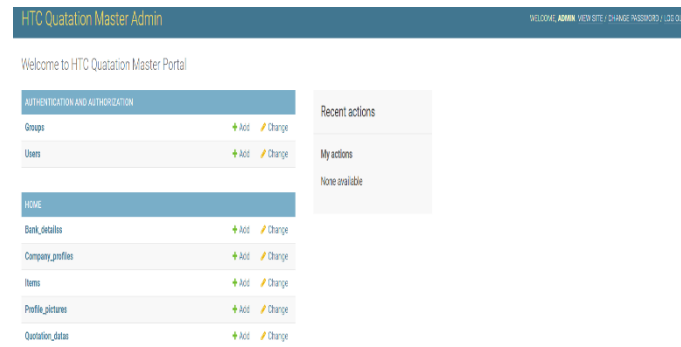 HTC Quatation Master Admin
WELCOME, ADMIN. VIEW SITE / CHANGE PASSWORD / LOG OU
Welcome to HTC Quatation Master Portal
AUTHENTICATION AND AUTHORIZATION
Groups + Add Change
Users + Add Change
Recent actions
My actions
None available
HOME
Bank_detailss + Add Change
Company_profiles + Add Change
Items + Add Change
Profile_pictures + Add Change
Quotation_datas + Add Change